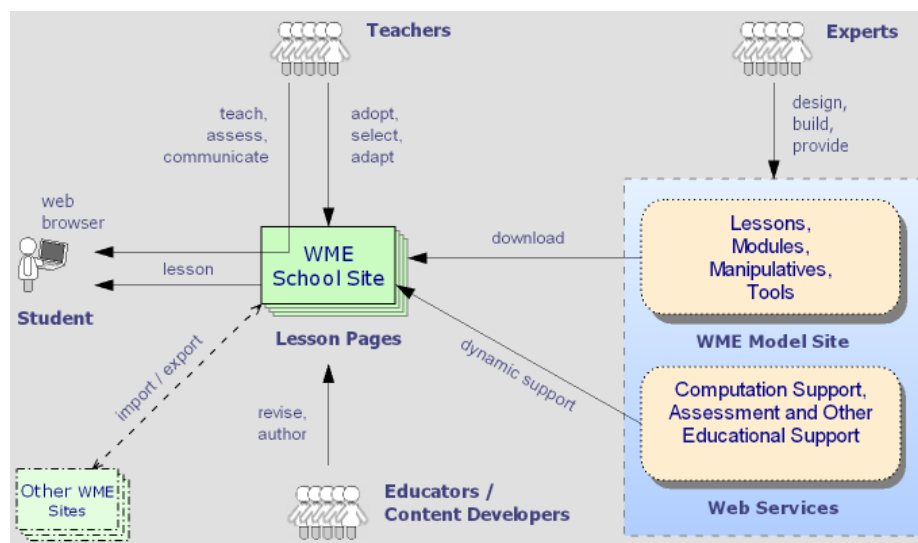 Teachers
Experts
teach,
assess,
communicate
adopt,
select,
adapt
design,
build,
provide
web
browser
Student
lesson
WME
School Site
Lesson Pages
download
Lessons,
Modules,
Manipulatives,
Tools
WME Model Site
dynamic support
Computation Support,
Assessment and Other
Educational Support
Web Services
import / export
revise,
author
Other WME
Sites
Educators /
Content Developers